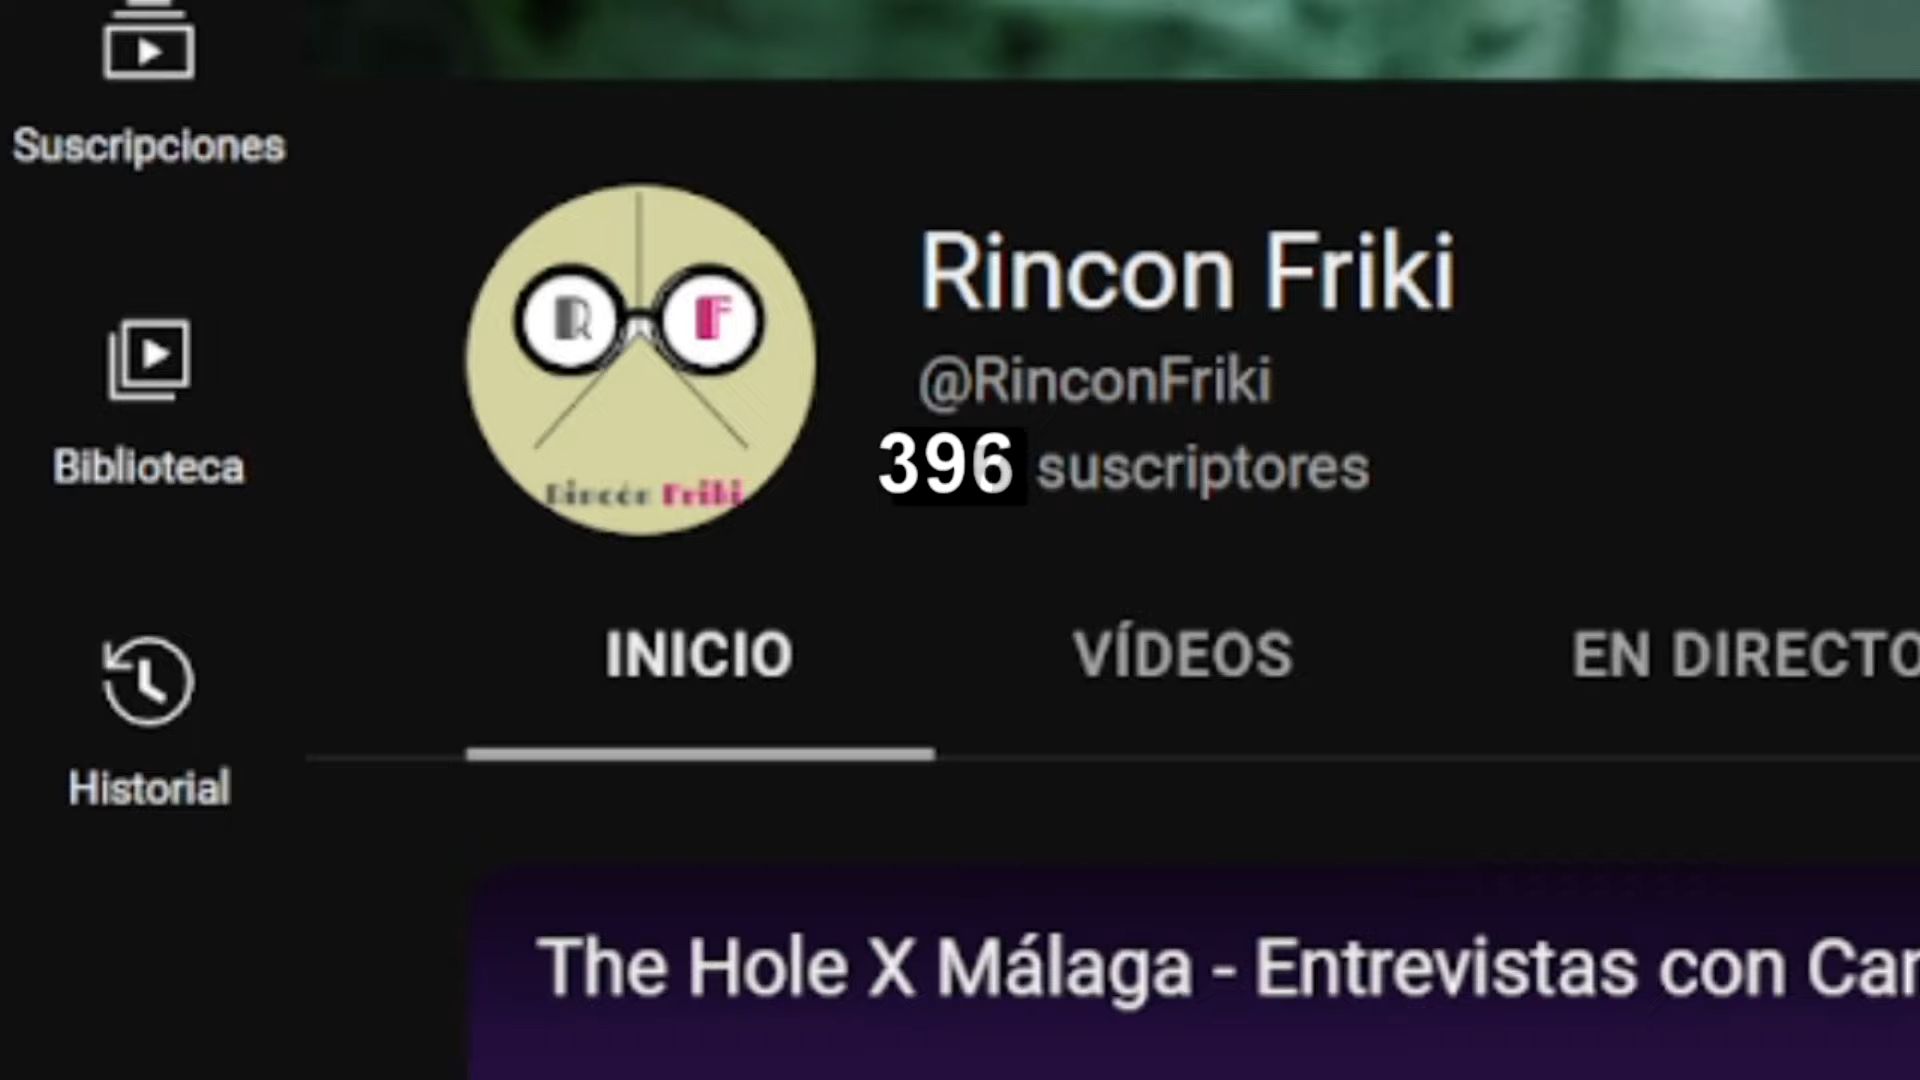 Suscripciones
Biblioteca
Historial
R F
Rincón Friki
Rincon Friki
@RinconFriki
396 suscriptores
INICIO VÍDEOS EN DIRECTO
The Hole X Málaga - Entrevistas con Car